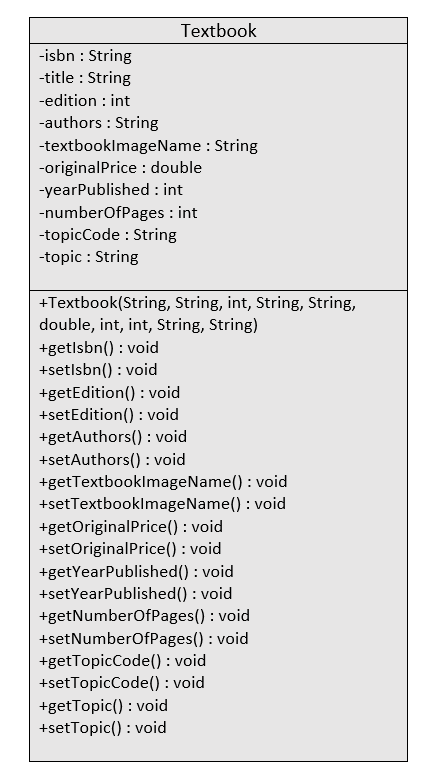 Textbook
-isbn : String
-title : String
-edition : int
-authors : String
-textbookImageName : String
-originalPrice : double
-yearPublished : int
-numberOfPages : int
-topicCode : String
-topic : String
+Textbook(String, String, int, String, String,
double, int, int, String, String)
+getIsbn() : void
+setIsbn() : void
+getEdition() : void
+setEdition() : void
+getAuthors() : void
+setAuthors() : void
+getTextbookImageName() : void
+setTextbookImageName() : void
+getOriginalPrice() : void
+setOriginalPrice() : void
+getYearPublished() : void
+setYearPublished() : void
+getNumberOfPages() : void
+setNumberOfPages() : void
+getTopicCode() : void
+setTopicCode() : void
+getTopic() : void
+setTopic() : void